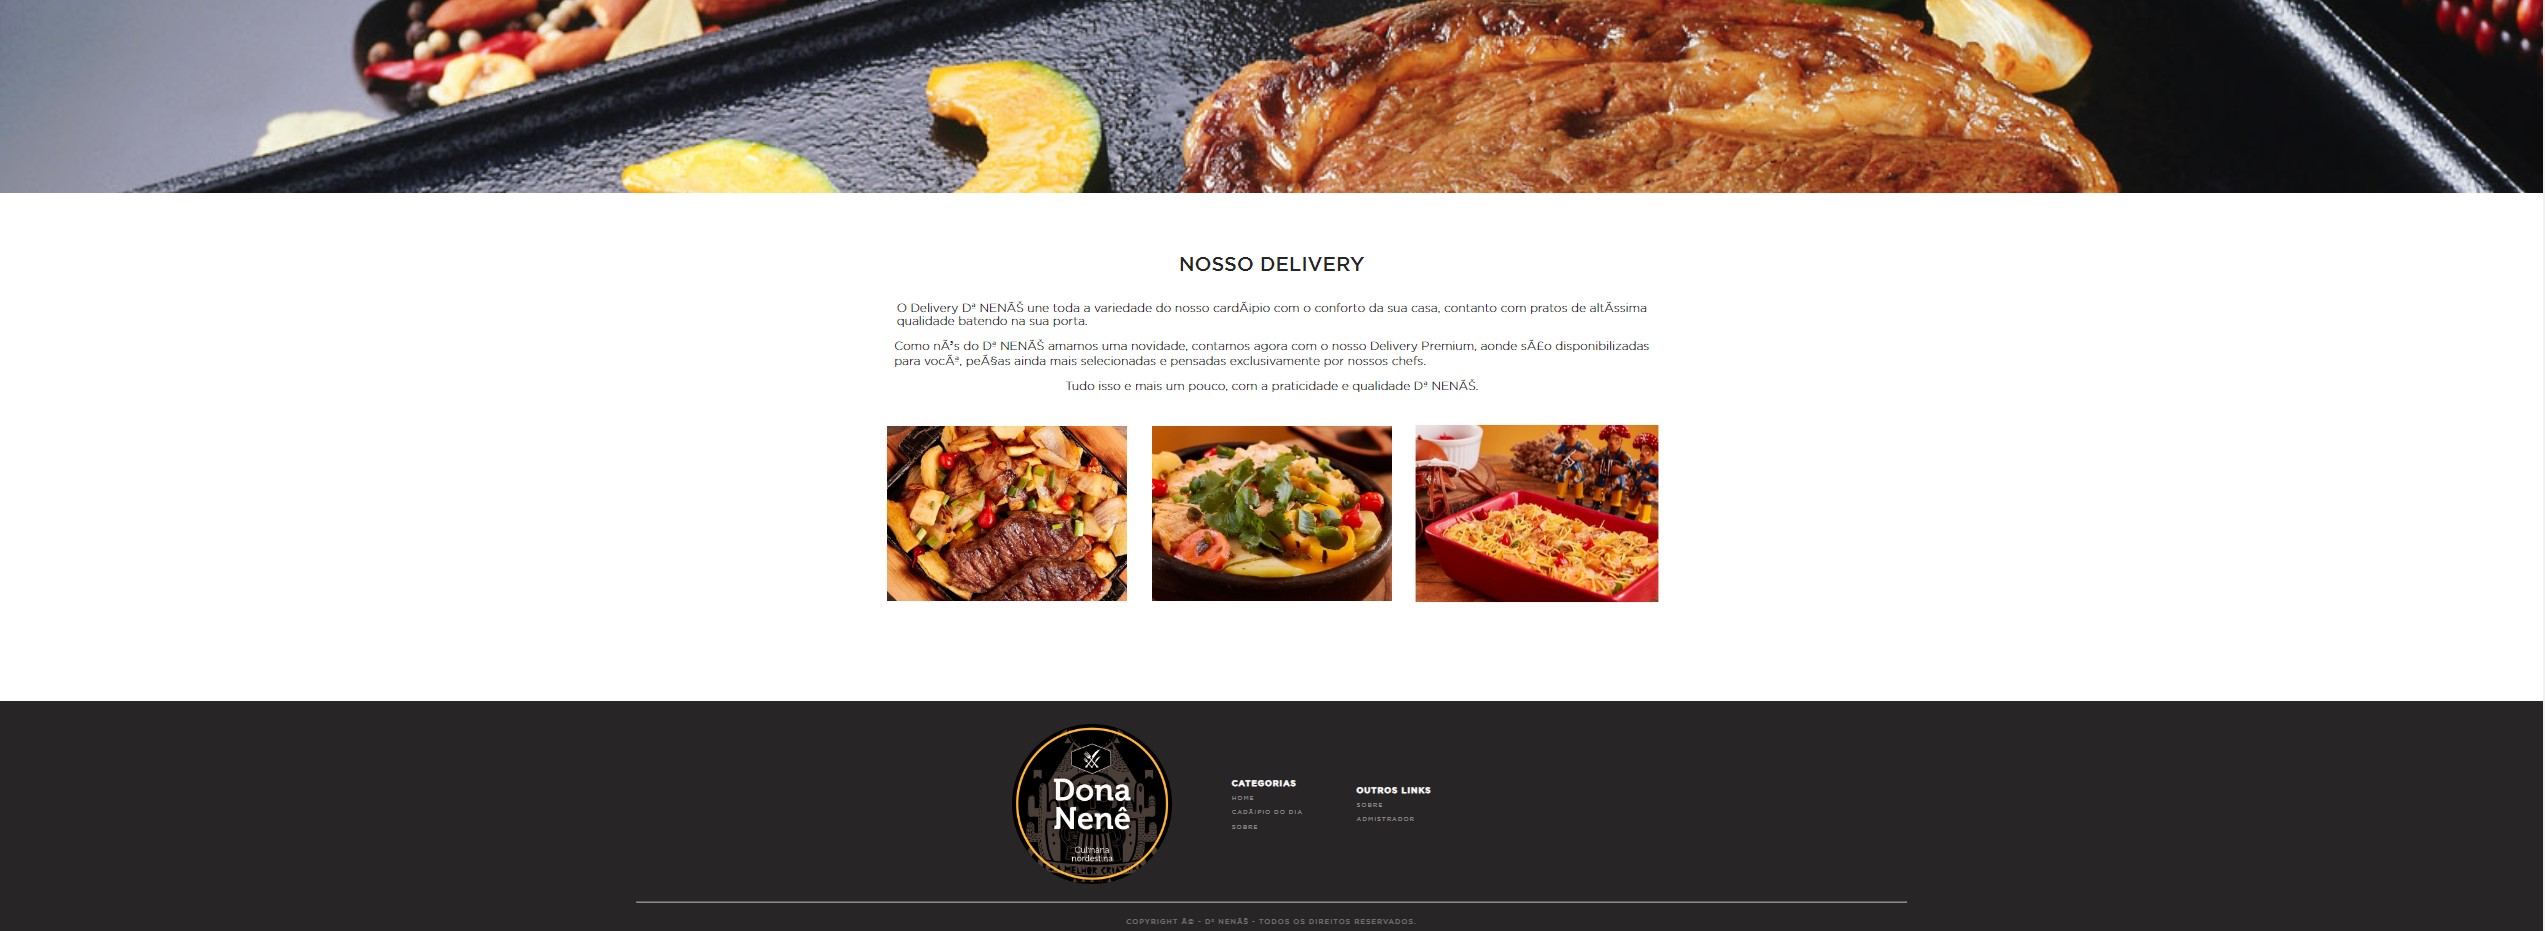 NOSSO DELIVERY
O Delivery Dª NENÃŠ une toda a variedade do nosso cardÃ¡pio com o conforto da sua casa, contanto com pratos de altÃssima
qualidade batendo na sua porta.
Como nÃ³s do Dª NENÃŠ amamos uma novidade, contamos agora com o nosso Delivery Premium, aonde sÃ£o disponibilizadas
para vocÃª, peÃ§as ainda mais selecionadas e pensadas exclusivamente por nossos chefs.
Tudo isso e mais um pouco, com a praticidade e qualidade Dª NENÃŠ.
Dona
Nenê
Culinária
nordestina
CATEGORIAS
HOME
CADÃ¡PIO DO DIA
SOBRE
OUTROS LINKS
SOBRE
ADMISTRADOR
COPYRIGHT Â© - Dª NENÃŠ - TODOS OS DIREITOS RESERVADOS.